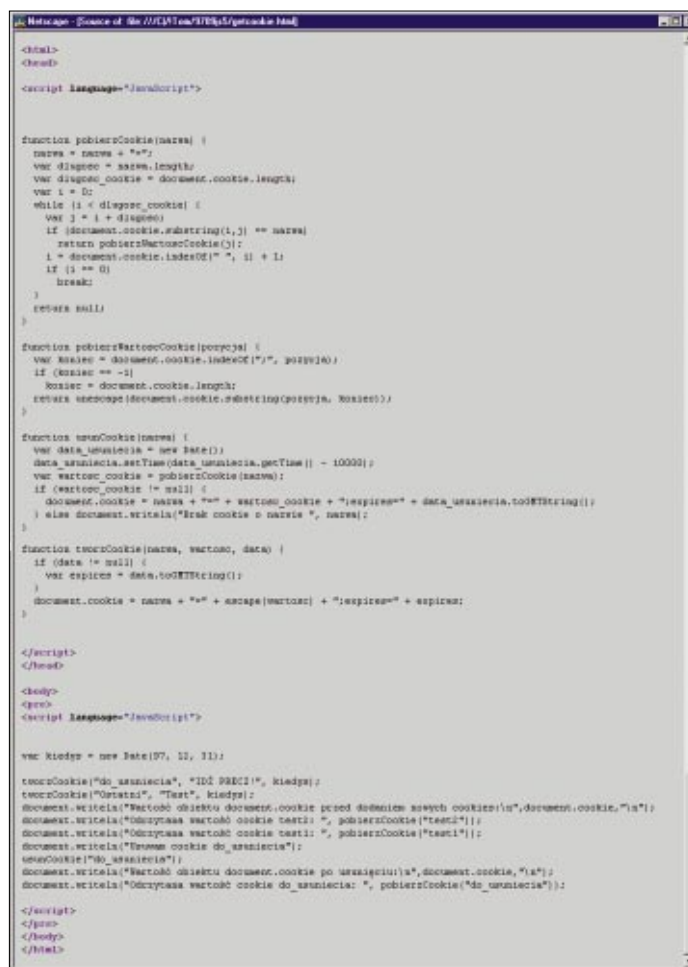 Netscape - [Source of: file:///C|/!Tom/9709js5/getcookie.html]
<html>
<head>
<script language="JavaScript">
function pobierzCookie(nazwa) {
nazwa = nazwa + "=";
var dlugosc = nazwa.length;
var dlugosc_cookie = document.cookie.length;
var i = 0;
while (i < dlugosc_cookie) {
var j = i + dlugosc;
if (document.cookie.substring(i,j) == nazwa)
return pobierzWartoscCookie(j);
i = document.cookie.indexOf(" ", i) + 1;
if (i == 0)
break;
}
return null;
}
function pobierzWartoscCookie(pozycja) {
var koniec = document.cookie.indexOf(";", pozycja);
if (koniec == -1)
koniec = document.cookie.length;
return unescape(document.cookie.substring(pozycja, koniec));
}
function usunCookie(nazwa) {
var data_usuniecia = new Date();
data_usuniecia.setTime(data_usuniecia.getTime() - 10000);
var wartosc_cookie = pobierzCookie(nazwa);
if (wartosc_cookie != null) {
document.cookie = nazwa + "=" + wartosc_cookie + ";expires=" + data_usuniecia.toGMTString();
} else document.writeln("Brak cookie o nazwie ", nazwa);
}
function tworzCookie(nazwa, wartosc, data) {
if (data != null) {
var expires = data.toGMTString();
}
document.cookie = nazwa + "=" + escape(wartosc) + ";expires=" + expires;
}
</script>
</head>
<body>
<pre>
<script language="JavaScript">
var kiedys = new Date(97, 12, 31);
tworzCookie("do_usuniecia", "IDŹ PRECZ!", kiedys);
tworzCookie("Ostatni", "Test", kiedys);
document.writeln("Wartość obiektu document.cookie przed dodaniem nowych cookies:\n",document.cookie,"\n");
document.writeln("Odczytana wartość cookie test2: ", pobierzCookie("test2"));
document.writeln("Odczytana wartość cookie test1: ", pobierzCookie("test1"));
document.writeln("Usuwam cookie do_usuniecia");
usunCookie("do_usuniecia");
document.writeln("Wartość obiektu document.cookie po usunięciu:\n",document.cookie,"\n");
document.writeln("Odczytana wartość cookie do_usuniecia: ", pobierzCookie("do_usuniecia"));
</script>
</pre>
</body>
</html>